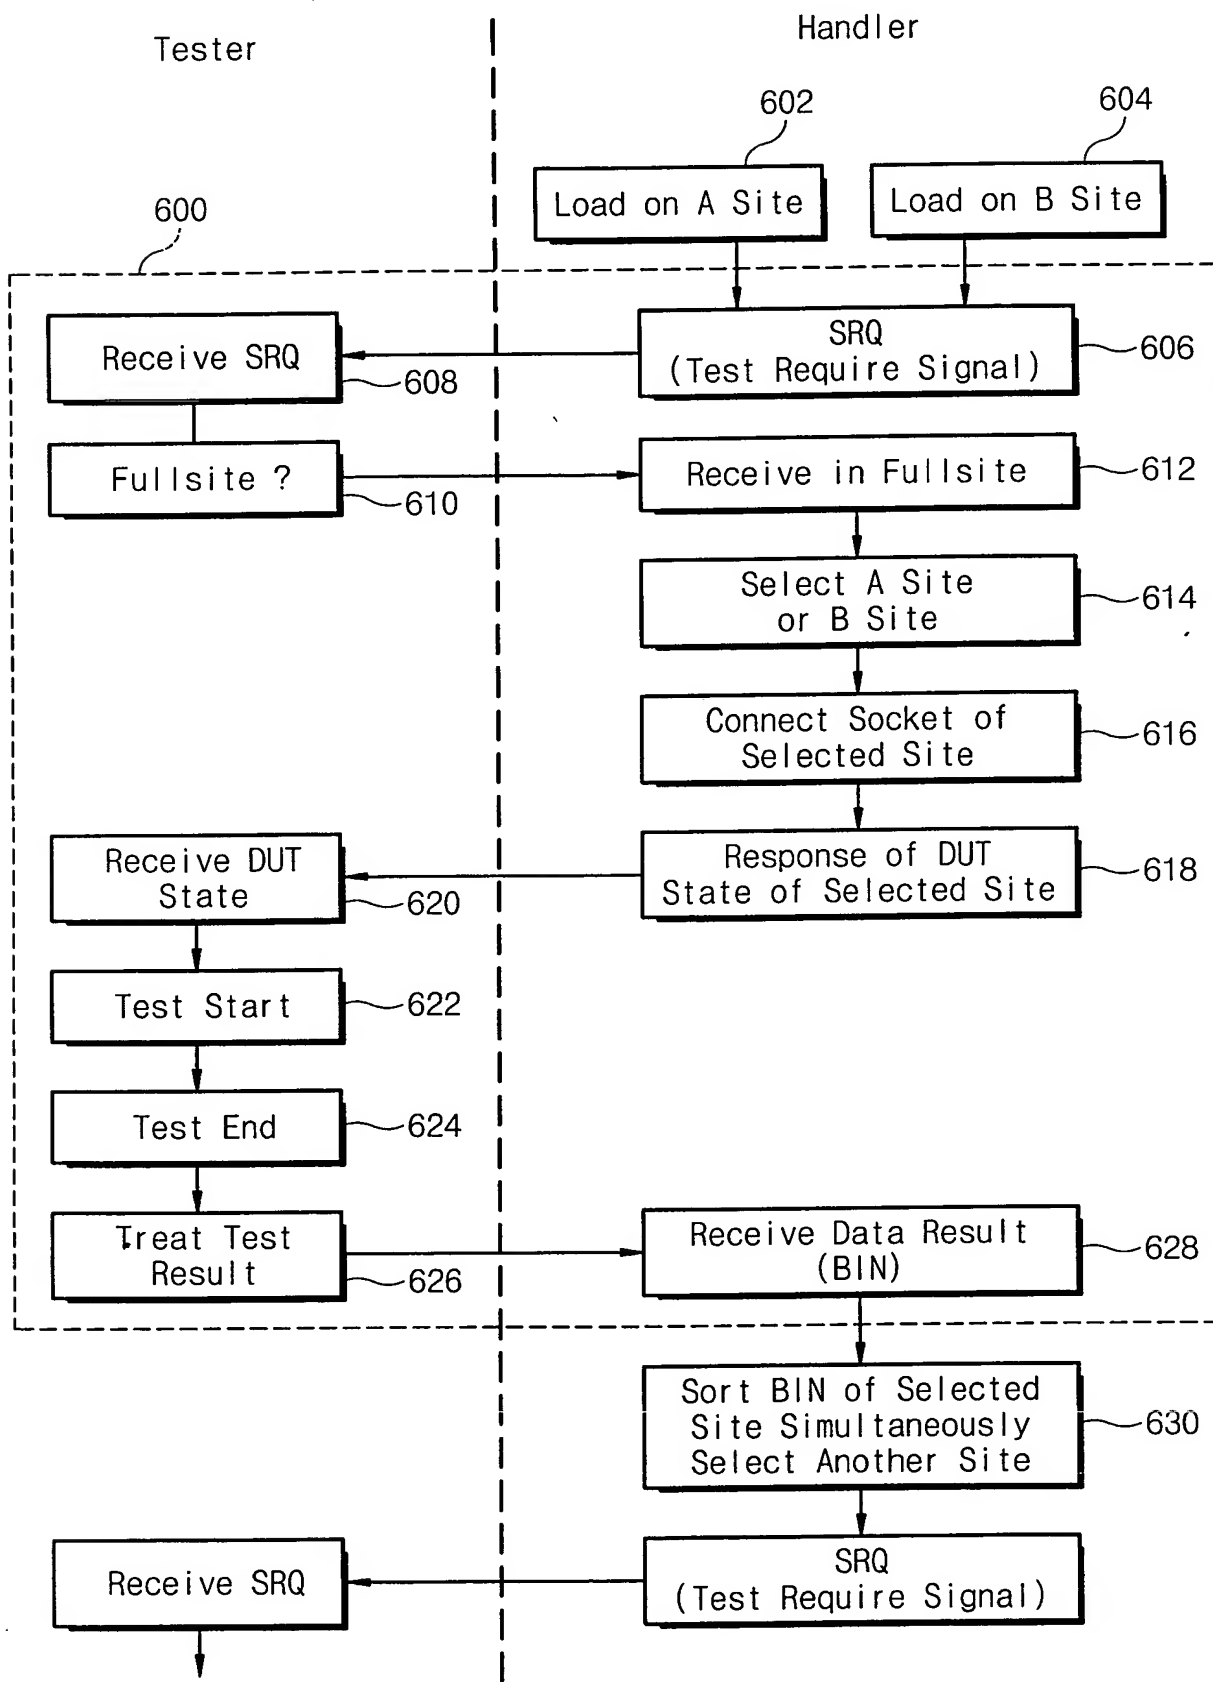 Tester
Handler
602
604
Load on A Site
Load on B Site
600
Receive SRQ
608
SRQ
(Test Require Signal)
606
Fullsite ?
610
Receive in Fullsite
612
Select A Site
or B Site
614
Connect Socket of
Selected Site
616
Receive DUT
State
620
Response of DUT
State of Selected Site
618
Test Start
622
Test End
624
Treat Test
Result
626
Receive Data Result
(BIN)
628
Sort BIN of Selected
Site Simultaneously
Select Another Site
630
Receive SRQ
SRQ
(Test Require Signal)